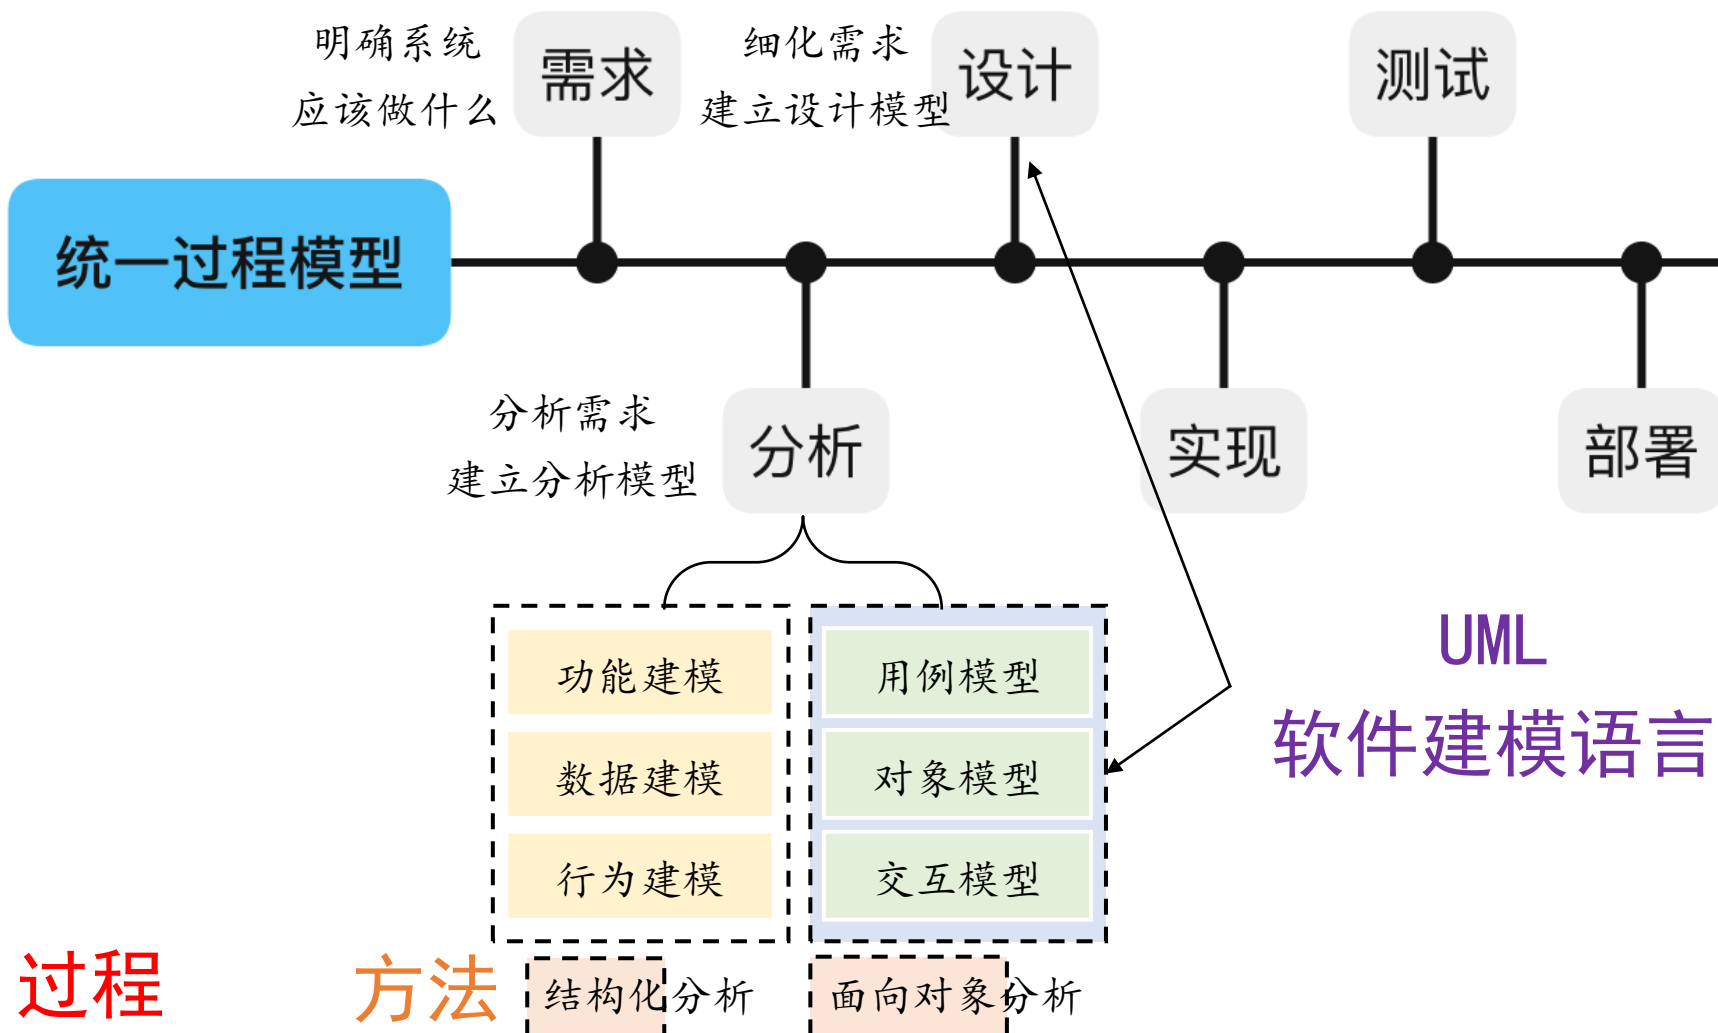 明确系统
应该做什么
需求
细化需求
建立设计模型
设计
测试
统一过程模型
分析需求
建立分析模型
分析
实现
部署
功能建模
数据建模
行为建模
用例模型
对象模型
交互模型
UML
软件建模语言
过程
方法
结构化分析
面向对象分析